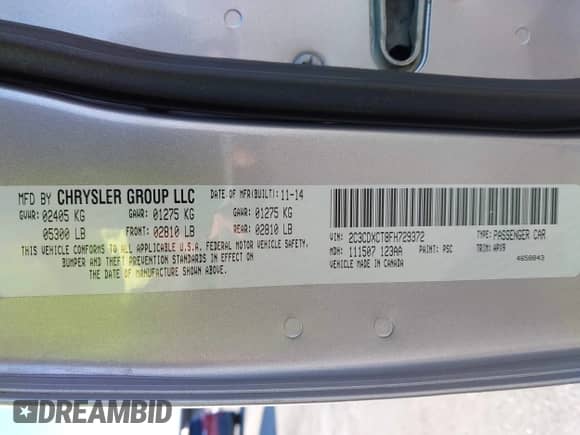 MFD BY CHRYSLER GROUP LLC DATE OF MFR(BUILT): 11-14
GVWR: 02405 KG GAWR: 01275 KG GAWR: 01275 KG
05300 LB FRONT: 02810 LB REAR: 02810 LB
THIS VEHICLE CONFORMS TO ALL APPLICABLE U.S.A. FEDERAL MOTOR VEHICLE SAFETY,
BUMPER AND THEFT PREVENTION STANDARDS IN EFFECT ON
THE DATE OF MANUFACTURE SHOWN ABOVE.
VIN: 2C3CDXCT8FH729372 TYPE: PASSENGER CAR
MDH: 111507 123AA PAINT: PSC TRIM: APX9
VEHICLE MADE IN CANADA 4658843
DREAMBID